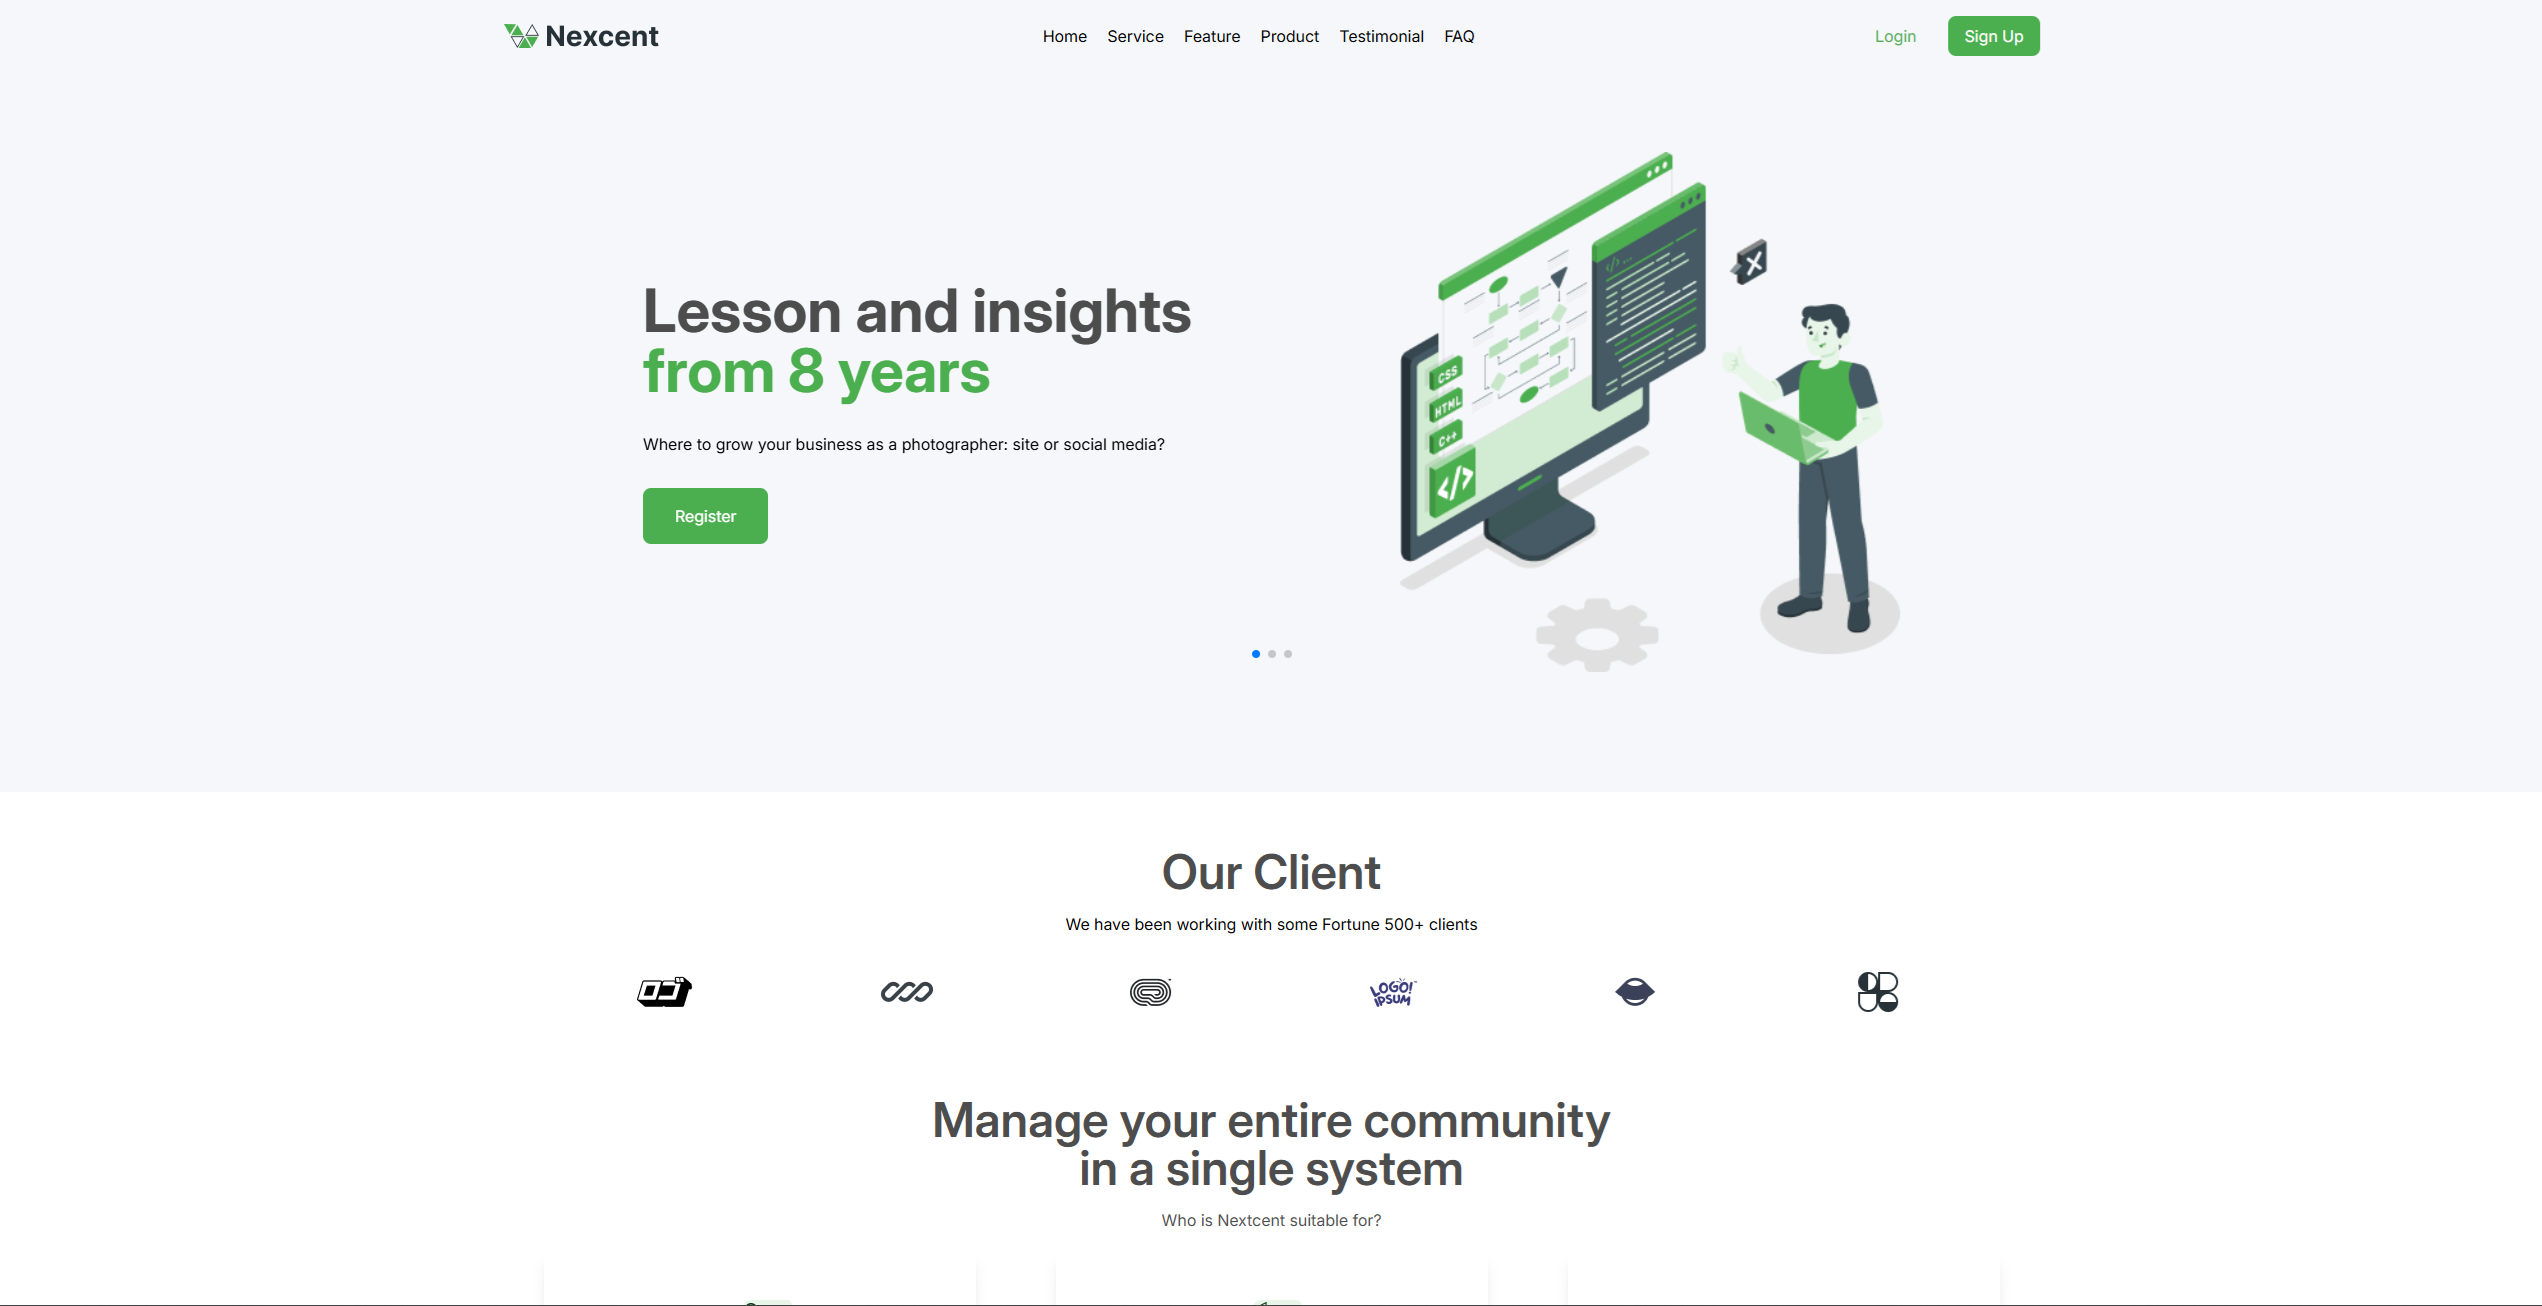 Nexcent
Home Service Feature Product Testimonial FAQ
Login
Sign Up
Lesson and insights
from 8 years
Where to grow your business as a photographer: site or social media?
Register
CSS
HTML
C++
</>
</>...
Our Client
We have been working with some Fortune 500+ clients
LOGO!
IPSUM
Manage your entire community
in a single system
Who is Nextcent suitable for?